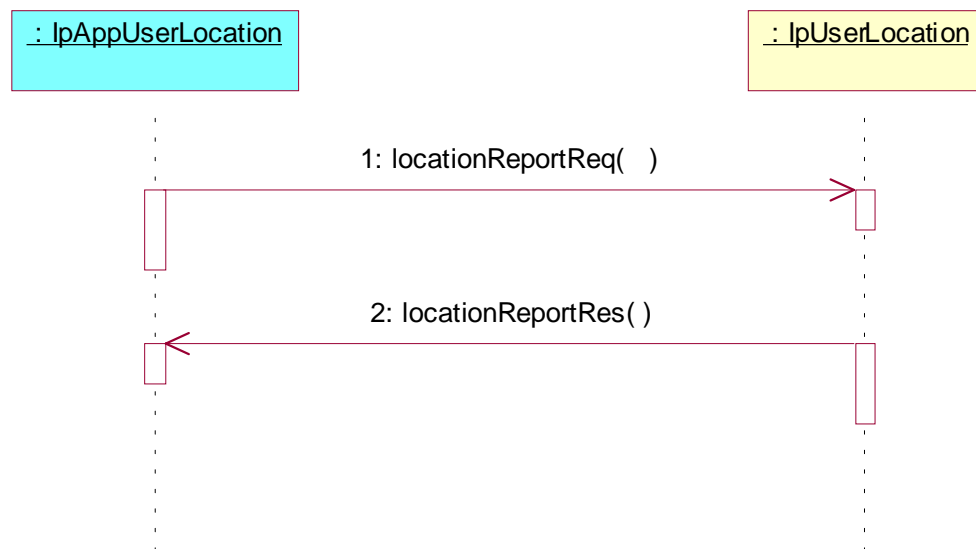 : IpAppUserLocation
: IpUserLocation
1: locationReportReq( )
2: locationReportRes( )